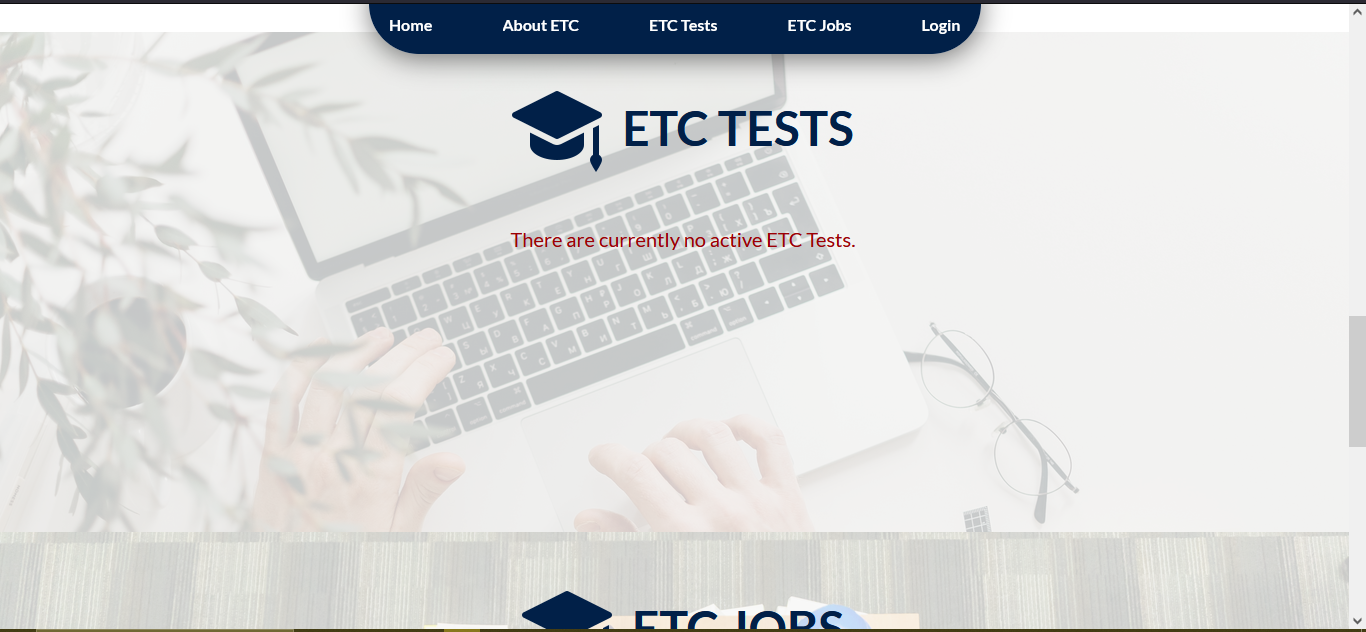 Home About ETC ETC Tests ETC Jobs Login
ETC TESTS
There are currently no active ETC Tests.
ETC JOBS